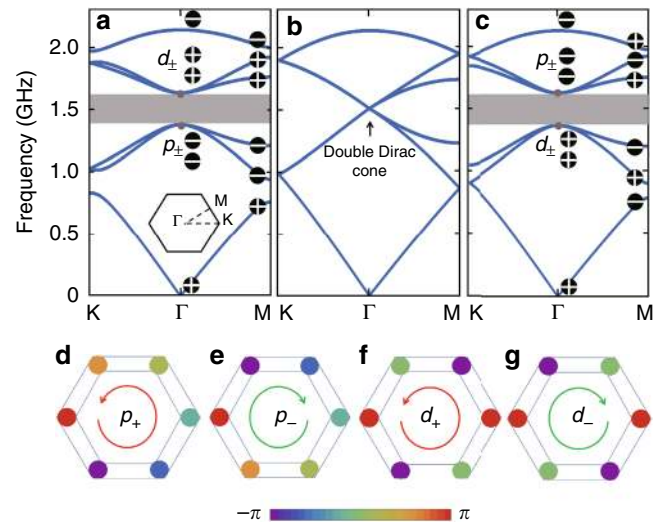 a
b
c
Frequency (GHz)
2.0
1.5
1.0
0.5
0
d±
p±
Γ
M
K
Double Dirac
cone
p±
d±
K
Γ
M
K
Γ
M
K
Γ
M
d
e
f
g
p+
p−
d+
d−
−π
π